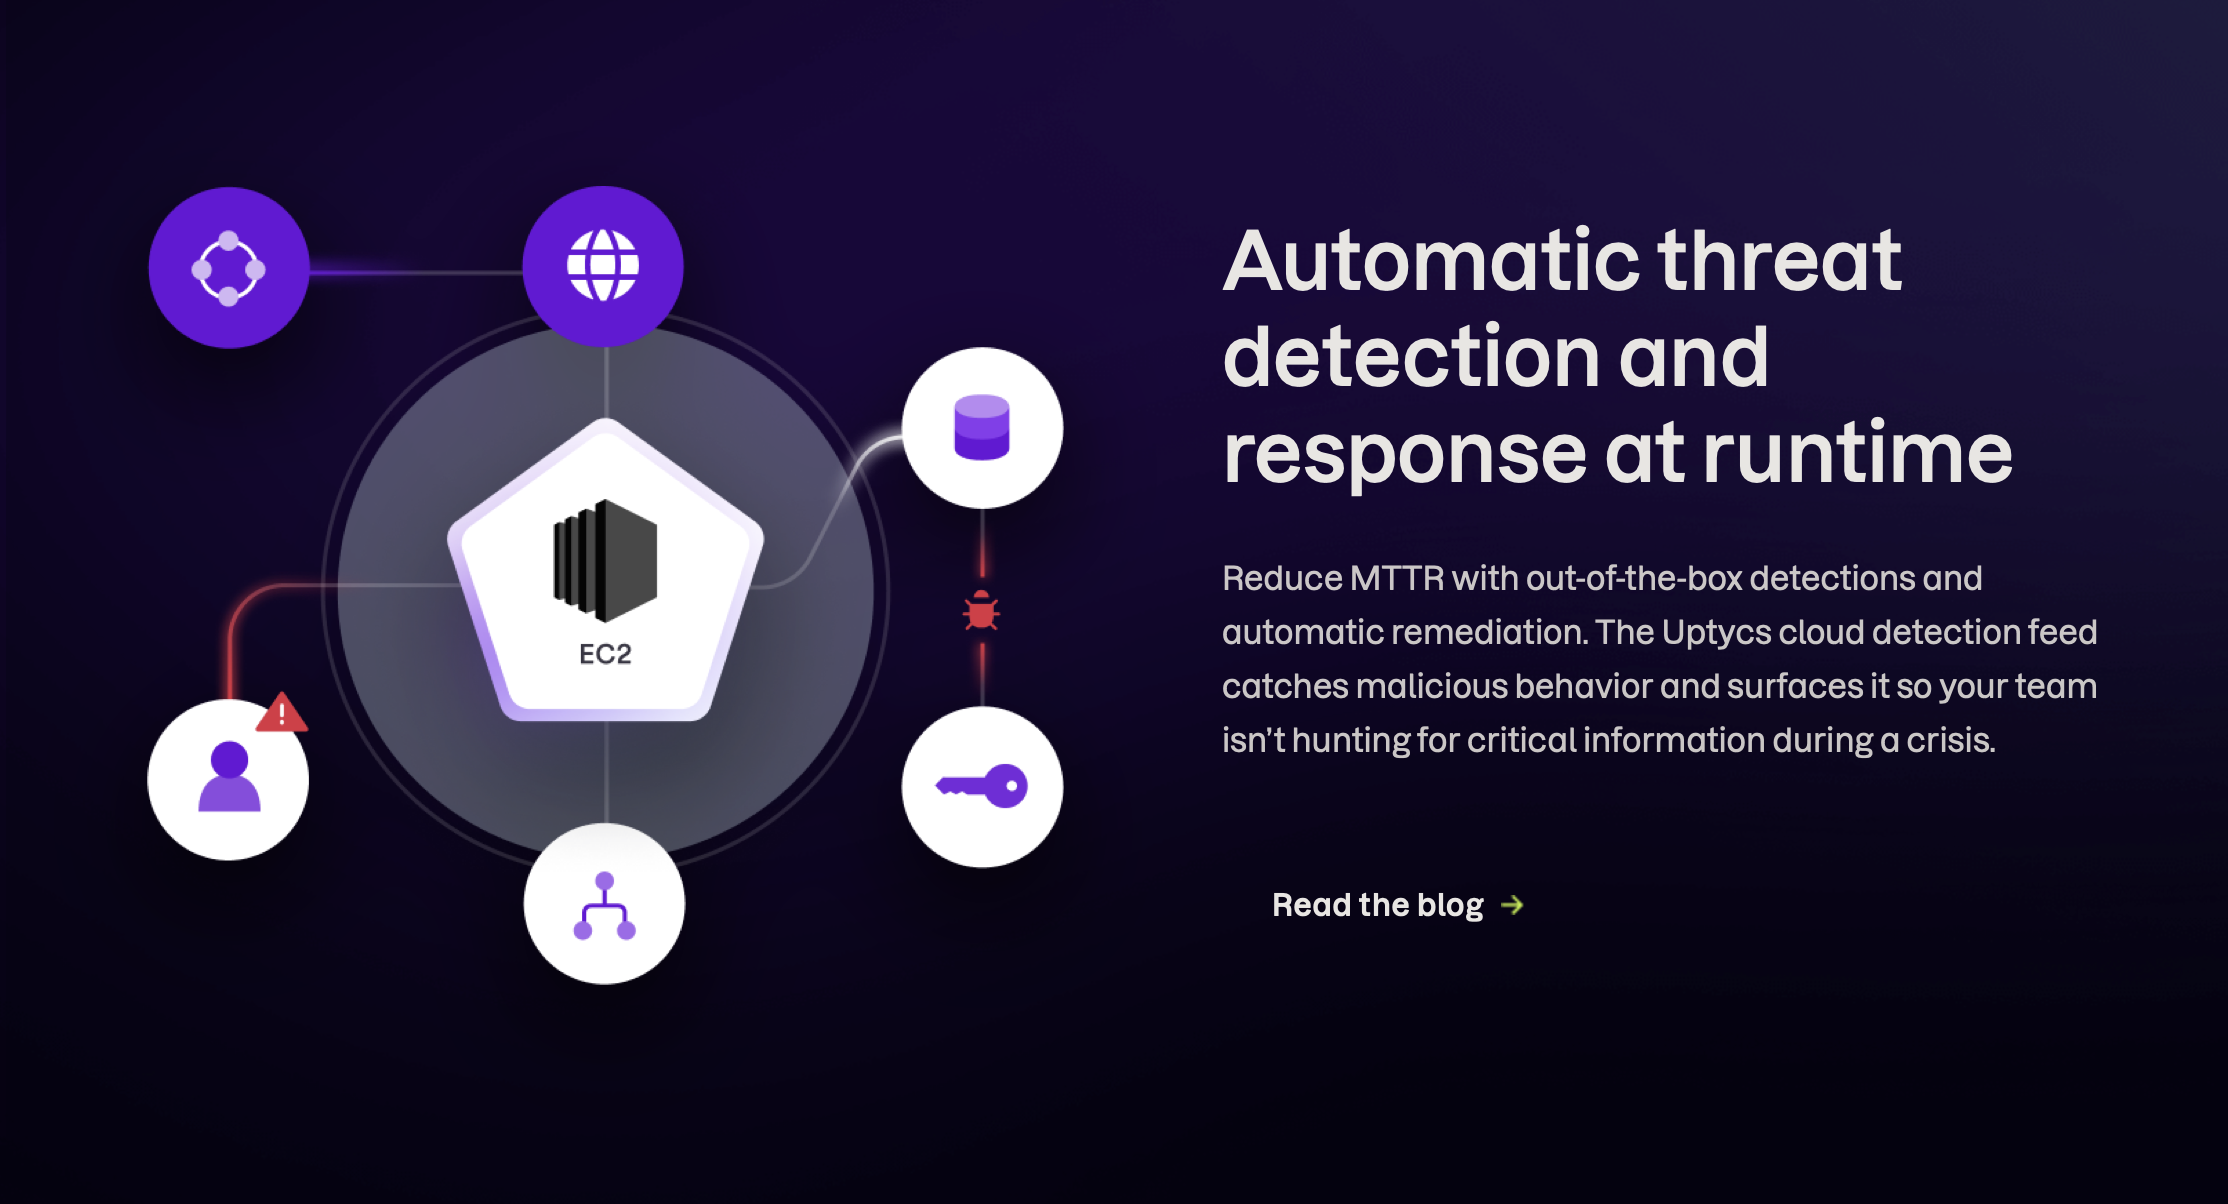 Automatic threat
detection and
response at runtime
Reduce MTTR with out-of-the-box detections and
automatic remediation. The Uptycs cloud detection feed
catches malicious behavior and surfaces it so your team
isn't hunting for critical information during a crisis.
Read the blog →
EC2